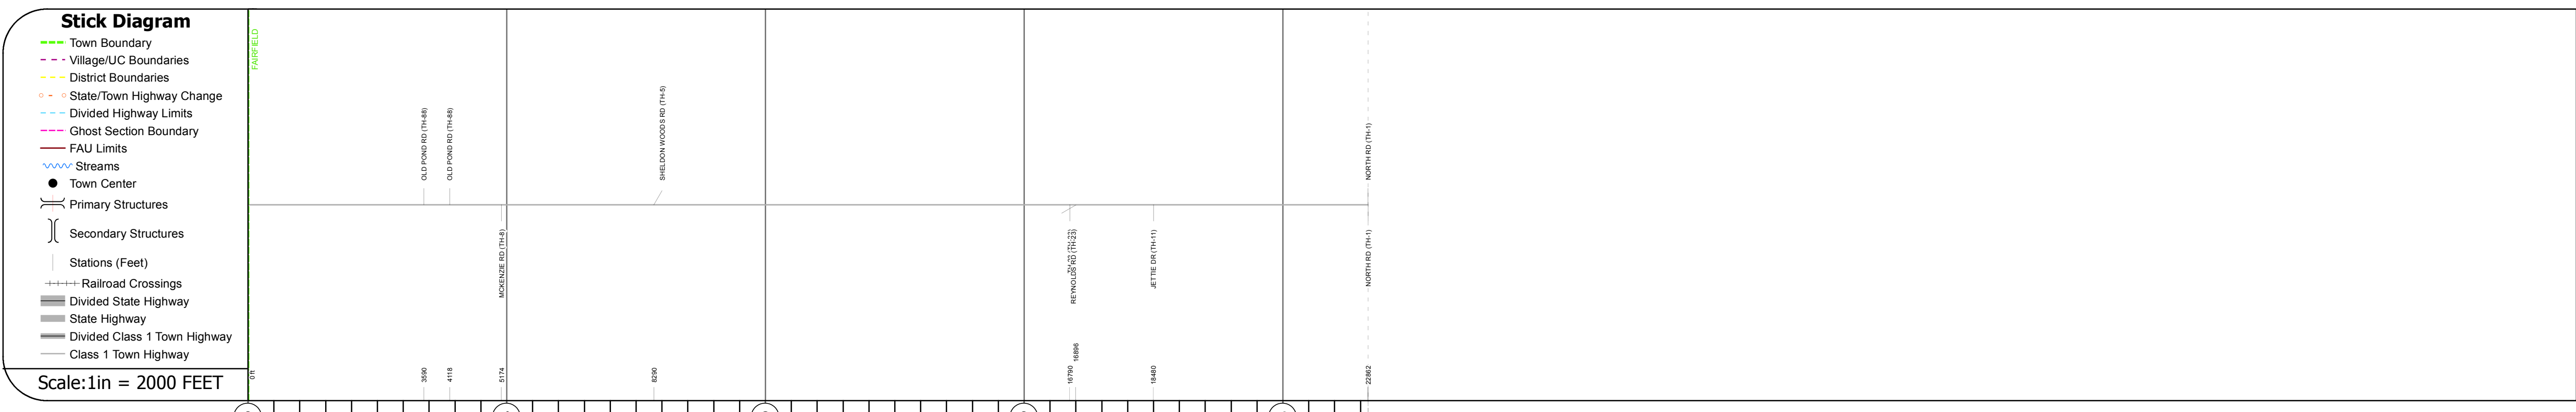 Stick Diagram
Town Boundary
Village/UC Boundaries
District Boundaries
State/Town Highway Change
Divided Highway Limits
Ghost Section Boundary
FAU Limits
Streams
Town Center
Primary Structures
Secondary Structures
Stations (Feet)
Railroad Crossings
Divided State Highway
State Highway
Divided Class 1 Town Highway
Class 1 Town Highway
Scale:1in = 2000 FEET
FAIRFIELD
OLD POND RD (TH-88)
OLD POND RD (TH-88)
SHELDON WOODS RD (TH-5)
NORTH RD (TH-1)
MCKENZIE RD (TH-8)
REYNOLDS RD (TH-23)
JETTIE DR (TH-11)
NORTH RD (TH-1)
0 ft
3590
4118
5174
8290
16790
16896
18480
22862